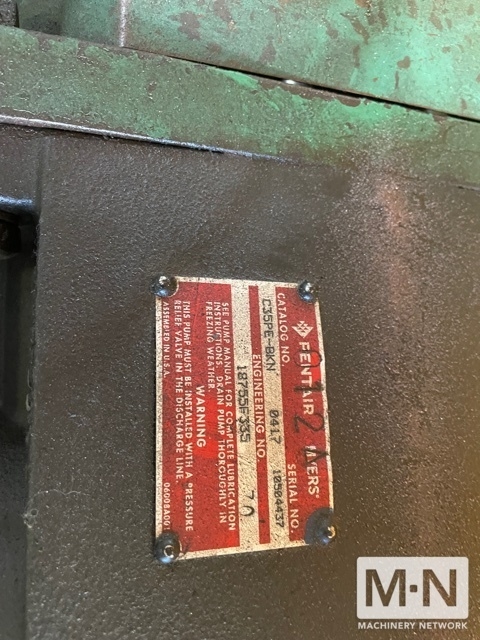 PENTAIR MYERS®
CATALOG NO. SERIAL NO.
C35PE-BKN 0417 10504437
ENGINEERING NO.
18755F335 70
SEE PUMP MANUAL FOR COMPLETE LUBRICATION
INSTRUCTIONS. DRAIN PUMP THOROUGHLY IN
FREEZING WEATHER.
WARNING
THIS PUMP MUST BE INSTALLED WITH A PRESSURE
RELIEF VALVE IN THE DISCHARGE LINE.
ASSEMBLED IN U.S.A. 06008A001
M·N
MACHINERY NETWORK